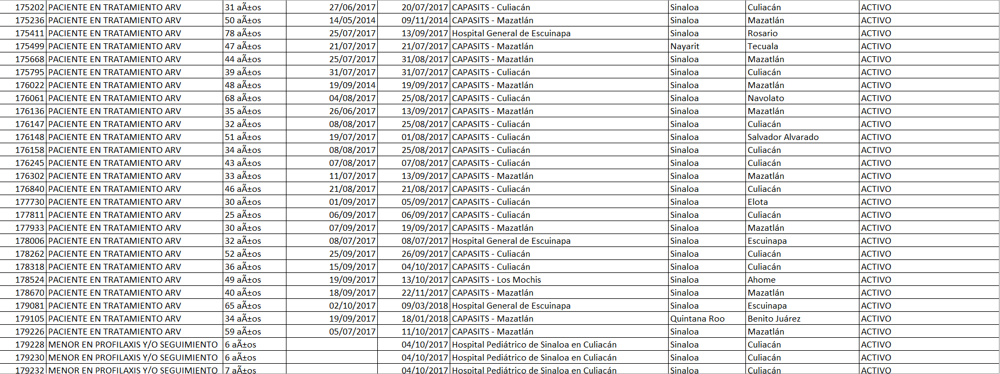 175202 PACIENTE EN TRATAMIENTO ARV 31 aÃ±os 27/06/2017 20/07/2017 CAPASITS - Culiacán Sinaloa Culiacán ACTIVO
175236 PACIENTE EN TRATAMIENTO ARV 50 aÃ±os 14/05/2014 09/11/2014 CAPASITS - Mazatlán Sinaloa Mazatlán ACTIVO
175411 PACIENTE EN TRATAMIENTO ARV 78 aÃ±os 25/07/2017 13/09/2017 Hospital General de Escuinapa Sinaloa Rosario ACTIVO
175499 PACIENTE EN TRATAMIENTO ARV 47 aÃ±os 21/07/2017 21/07/2017 CAPASITS - Mazatlán Nayarit Tecuala ACTIVO
175668 PACIENTE EN TRATAMIENTO ARV 44 aÃ±os 25/07/2017 31/08/2017 CAPASITS - Mazatlán Sinaloa Mazatlán ACTIVO
175795 PACIENTE EN TRATAMIENTO ARV 39 aÃ±os 31/07/2017 31/07/2017 CAPASITS - Culiacán Sinaloa Culiacán ACTIVO
176022 PACIENTE EN TRATAMIENTO ARV 48 aÃ±os 19/09/2014 19/09/2017 CAPASITS - Mazatlán Sinaloa Mazatlán ACTIVO
176061 PACIENTE EN TRATAMIENTO ARV 68 aÃ±os 04/08/2017 25/08/2017 CAPASITS - Culiacán Sinaloa Navolato ACTIVO
176136 PACIENTE EN TRATAMIENTO ARV 35 aÃ±os 26/06/2017 13/09/2017 CAPASITS - Mazatlán Sinaloa Mazatlán ACTIVO
176147 PACIENTE EN TRATAMIENTO ARV 32 aÃ±os 08/08/2017 25/08/2017 CAPASITS - Culiacán Sinaloa Culiacán ACTIVO
176148 PACIENTE EN TRATAMIENTO ARV 51 aÃ±os 19/07/2017 01/08/2017 CAPASITS - Culiacán Sinaloa Salvador Alvarado ACTIVO
176158 PACIENTE EN TRATAMIENTO ARV 34 aÃ±os 08/08/2017 25/08/2017 CAPASITS - Culiacán Sinaloa Culiacán ACTIVO
176245 PACIENTE EN TRATAMIENTO ARV 43 aÃ±os 07/08/2017 07/08/2017 CAPASITS - Culiacán Sinaloa Culiacán ACTIVO
176302 PACIENTE EN TRATAMIENTO ARV 33 aÃ±os 11/07/2017 13/09/2017 CAPASITS - Mazatlán Sinaloa Mazatlán ACTIVO
176840 PACIENTE EN TRATAMIENTO ARV 46 aÃ±os 21/08/2017 21/08/2017 CAPASITS - Culiacán Sinaloa Culiacán ACTIVO
177730 PACIENTE EN TRATAMIENTO ARV 30 aÃ±os 01/09/2017 05/09/2017 CAPASITS - Culiacán Sinaloa Elota ACTIVO
177811 PACIENTE EN TRATAMIENTO ARV 25 aÃ±os 06/09/2017 06/09/2017 CAPASITS - Culiacán Sinaloa Culiacán ACTIVO
177933 PACIENTE EN TRATAMIENTO ARV 30 aÃ±os 07/09/2017 19/09/2017 CAPASITS - Mazatlán Sinaloa Mazatlán ACTIVO
178006 PACIENTE EN TRATAMIENTO ARV 32 aÃ±os 08/07/2017 08/07/2017 Hospital General de Escuinapa Sinaloa Escuinapa ACTIVO
178262 PACIENTE EN TRATAMIENTO ARV 52 aÃ±os 25/09/2017 26/09/2017 CAPASITS - Culiacán Sinaloa Culiacán ACTIVO
178318 PACIENTE EN TRATAMIENTO ARV 36 aÃ±os 15/09/2017 04/10/2017 CAPASITS - Culiacán Sinaloa Culiacán ACTIVO
178524 PACIENTE EN TRATAMIENTO ARV 49 aÃ±os 19/09/2017 13/10/2017 CAPASITS - Los Mochis Sinaloa Ahome ACTIVO
178670 PACIENTE EN TRATAMIENTO ARV 40 aÃ±os 18/09/2017 22/11/2017 CAPASITS - Mazatlán Sinaloa Mazatlán ACTIVO
179081 PACIENTE EN TRATAMIENTO ARV 65 aÃ±os 02/10/2017 09/03/2018 Hospital General de Escuinapa Sinaloa Escuinapa ACTIVO
179105 PACIENTE EN TRATAMIENTO ARV 34 aÃ±os 19/09/2017 18/01/2018 CAPASITS - Mazatlán Quintana Roo Benito Juárez ACTIVO
179226 PACIENTE EN TRATAMIENTO ARV 59 aÃ±os 05/07/2017 11/10/2017 CAPASITS - Mazatlán Sinaloa Mazatlán ACTIVO
179228 MENOR EN PROFILAXIS Y/O SEGUIMIENTO 6 aÃ±os 04/10/2017 Hospital Pediátrico de Sinaloa en Culiacán Sinaloa Culiacán ACTIVO
179230 MENOR EN PROFILAXIS Y/O SEGUIMIENTO 6 aÃ±os 04/10/2017 Hospital Pediátrico de Sinaloa en Culiacán Sinaloa Culiacán ACTIVO
179232 MENOR EN PROFILAXIS Y/O SEGUIMIENTO 7 aÃ±os 04/10/2017 Hospital Pediátrico de Sinaloa en Culiacán Sinaloa Culiacán ACTIVO